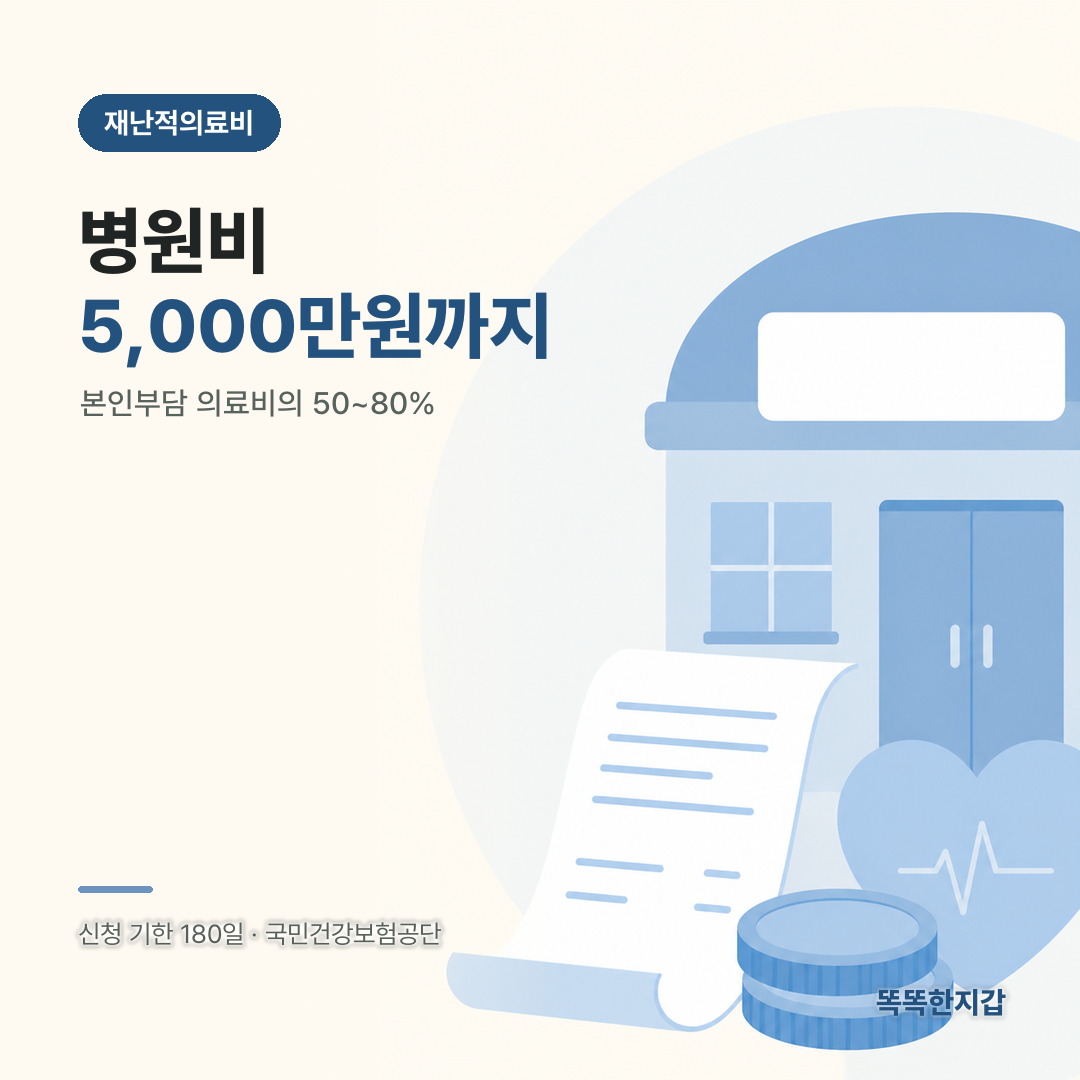 재난적의료비
병원비
5,000만원까지
본인부담 의료비의 50~80%
신청 기한 180일 · 국민건강보험공단
똑똑한지갑